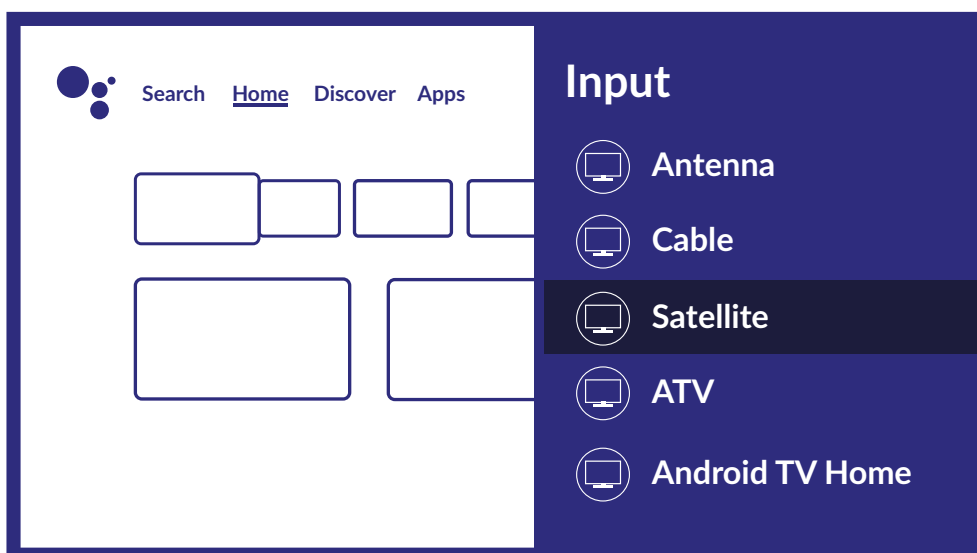 Search Home Discover Apps
Input
Antenna
Cable
Satellite
ATV
Android TV Home